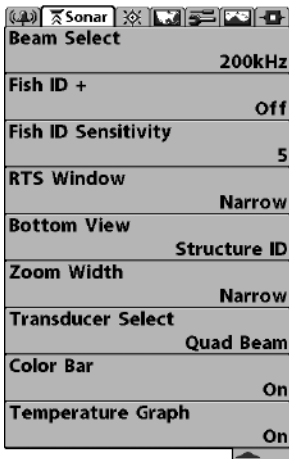 Sonar
Beam Select
200kHz
Fish ID +
Off
Fish ID Sensitivity
5
RTS Window
Narrow
Bottom View
Structure ID
Zoom Width
Narrow
Transducer Select
Quad Beam
Color Bar
On
Temperature Graph
On